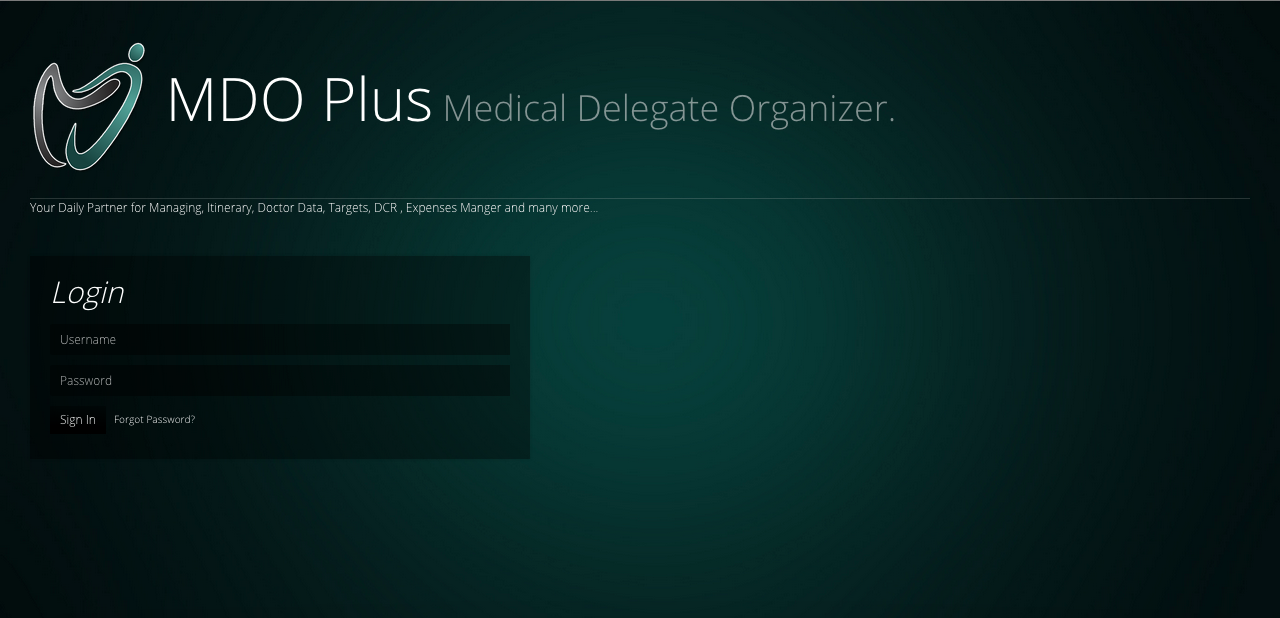 MDO Plus Medical Delegate Organizer.
Your Daily Partner for Managing, Itinerary, Doctor Data, Targets, DCR , Expenses Manger and many more...
Login
Username
Password
Sign In Forgot Password?